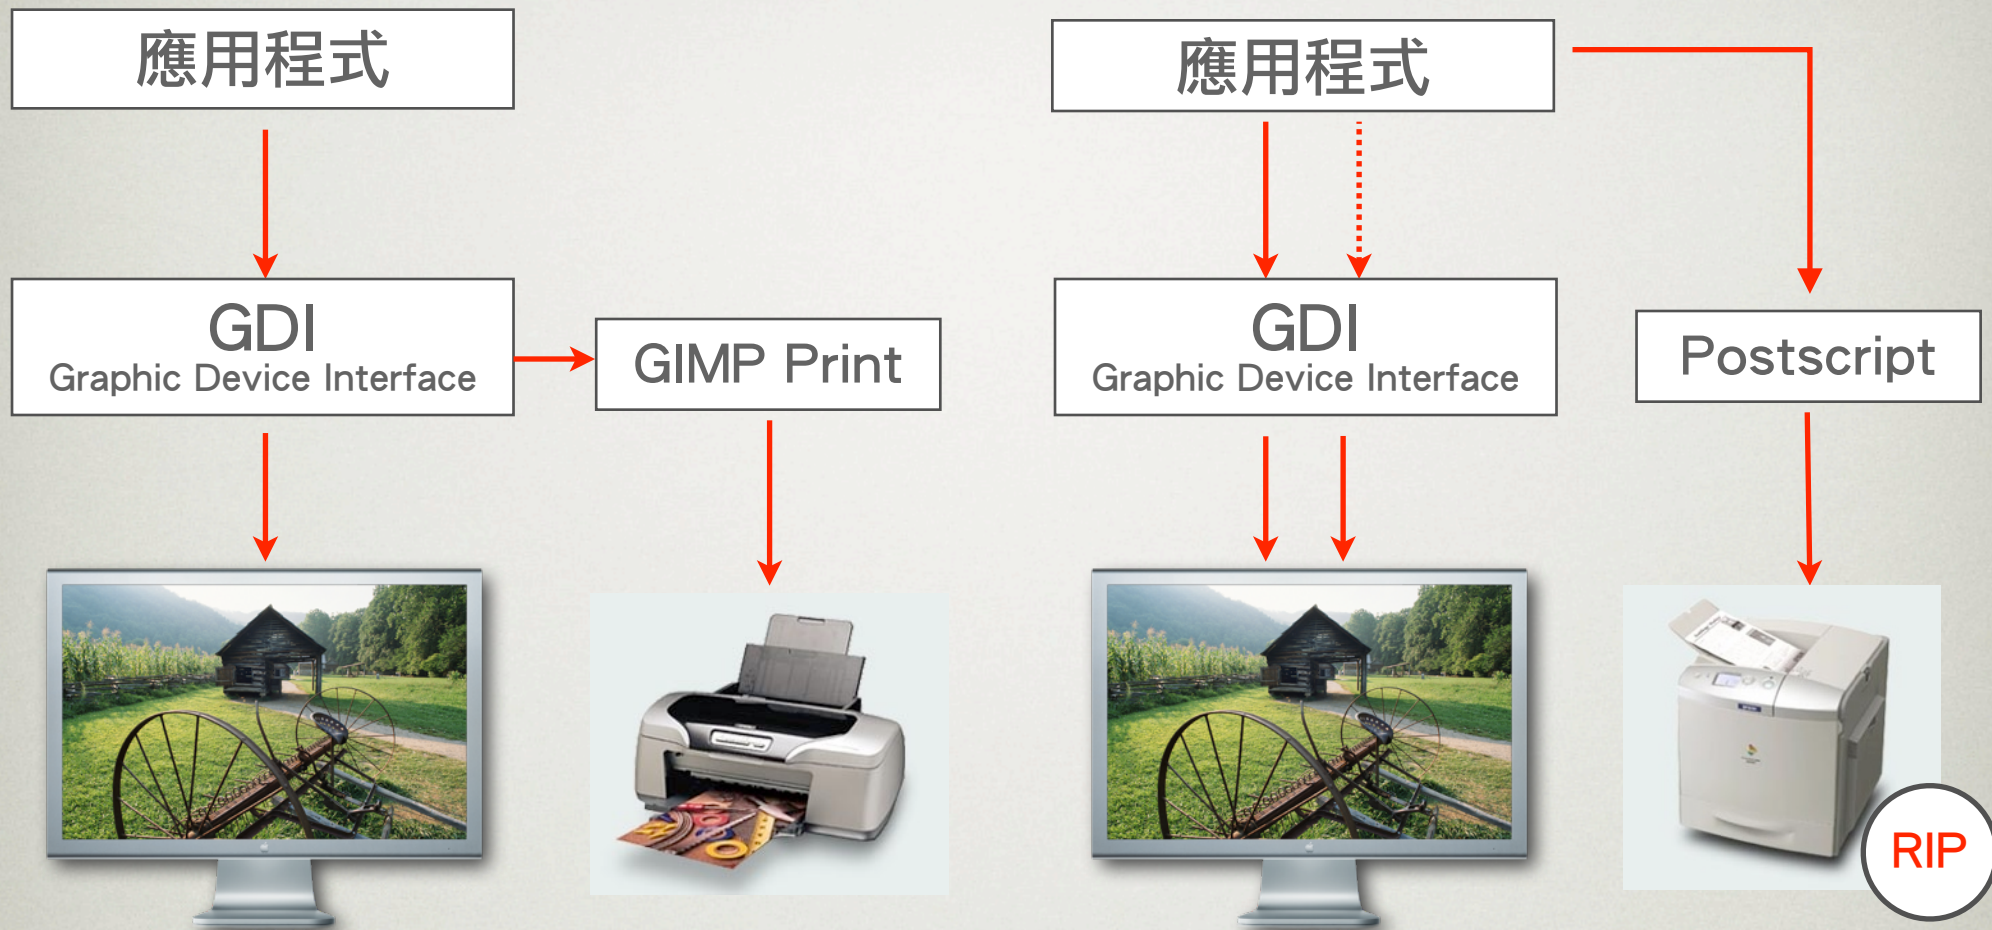 應用程式
GDI
Graphic Device Interface
GIMP Print
應用程式
GDI
Graphic Device Interface
Postscript
RIP